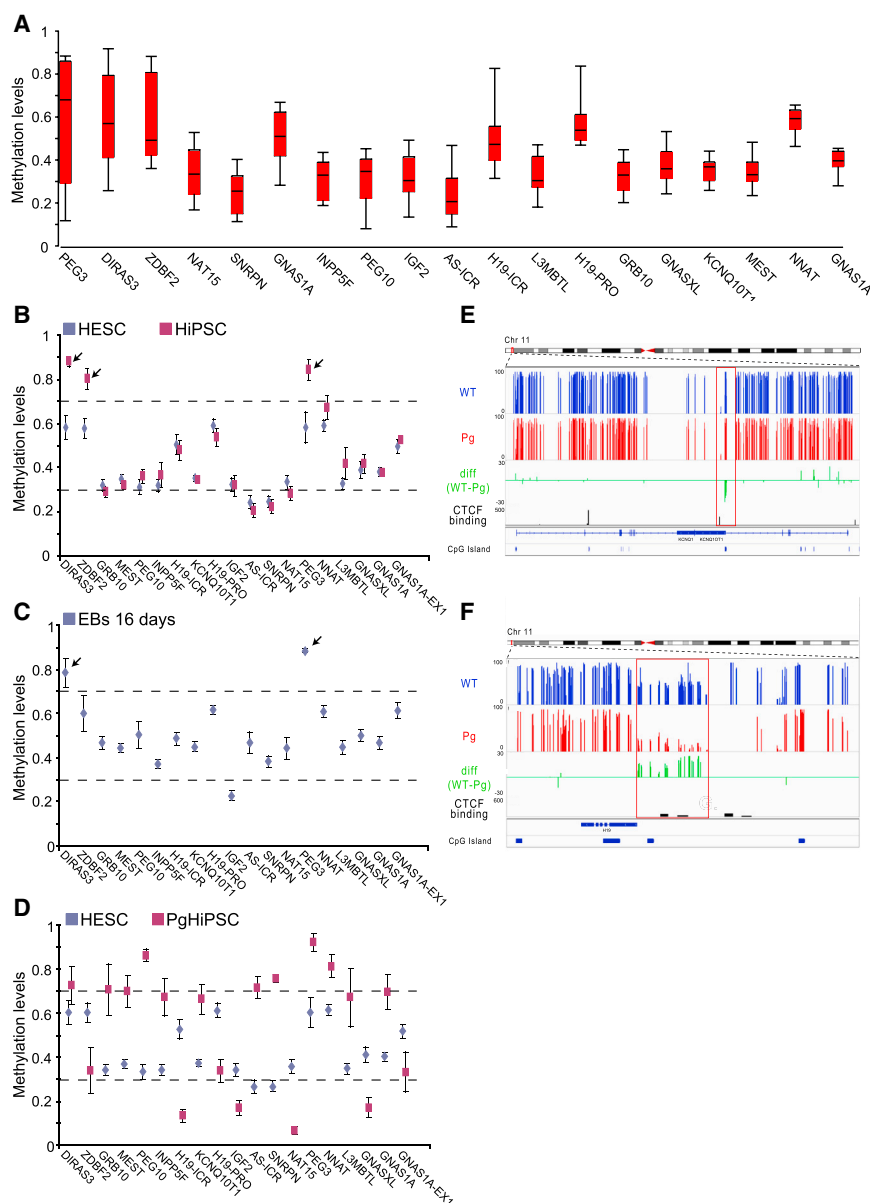 A
Methylation levels
1
0.8
0.6
0.4
0.2
0
PEG3
DIRAS3
ZDBF2
NAT15
SNRPN
GNAS1A
INPP5F
PEG10
IGF2
AS-ICR
H19-ICR
L3MBTL
H19-PRO
GRB10
GNASXL
KCNQ10T1
MEST
NNAT
GNAS1A
B
HESC
HiPSC
Methylation levels
1
0.8
0.6
0.4
0.2
0
DIRAS3
ZDBF2
GRB10
MEST
PEG10
INPP5F
H19-ICR
KCNQ10T1
H19-PRO
IGF2
AS-ICR
SNRPN
NAT15
PEG3
NNAT
L3MBTL
GNASXL
GNAS1A
GNAS1A-EX1
C
EBs 16 days
Methylation levels
1
0.8
0.6
0.4
0.2
0
DIRAS3
ZDBF2
GRB10
MEST
PEG10
INPP5F
H19-ICR
KCNQ10T1
H19-PRO
IGF2
AS-ICR
SNRPN
NAT15
PEG3
NNAT
L3MBTL
GNASXL
GNAS1A
GNAS1A-EX1
D
HESC
PgHiPSC
Methylation levels
1
0.8
0.6
0.4
0.2
0
DIRAS3
ZDBF2
GRB10
MEST
PEG10
INPP5F
H19-ICR
KCNQ10T1
H19-PRO
IGF2
AS-ICR
SNRPN
NAT15
PEG3
NNAT
L3MBTL
GNASXL
GNAS1A
GNAS1A-EX1
E
Chr 11
100
WT
0
100
Pg
0
30
diff
(WT-Pg)
-30
CTCF
500
binding
KCNQ1
KCNQ10T1
CpG Island
F
Chr 11
100
WT
0
100
Pg
0
30
diff
(WT-Pg)
-30
CTCF
600
binding
H19
CpG Island